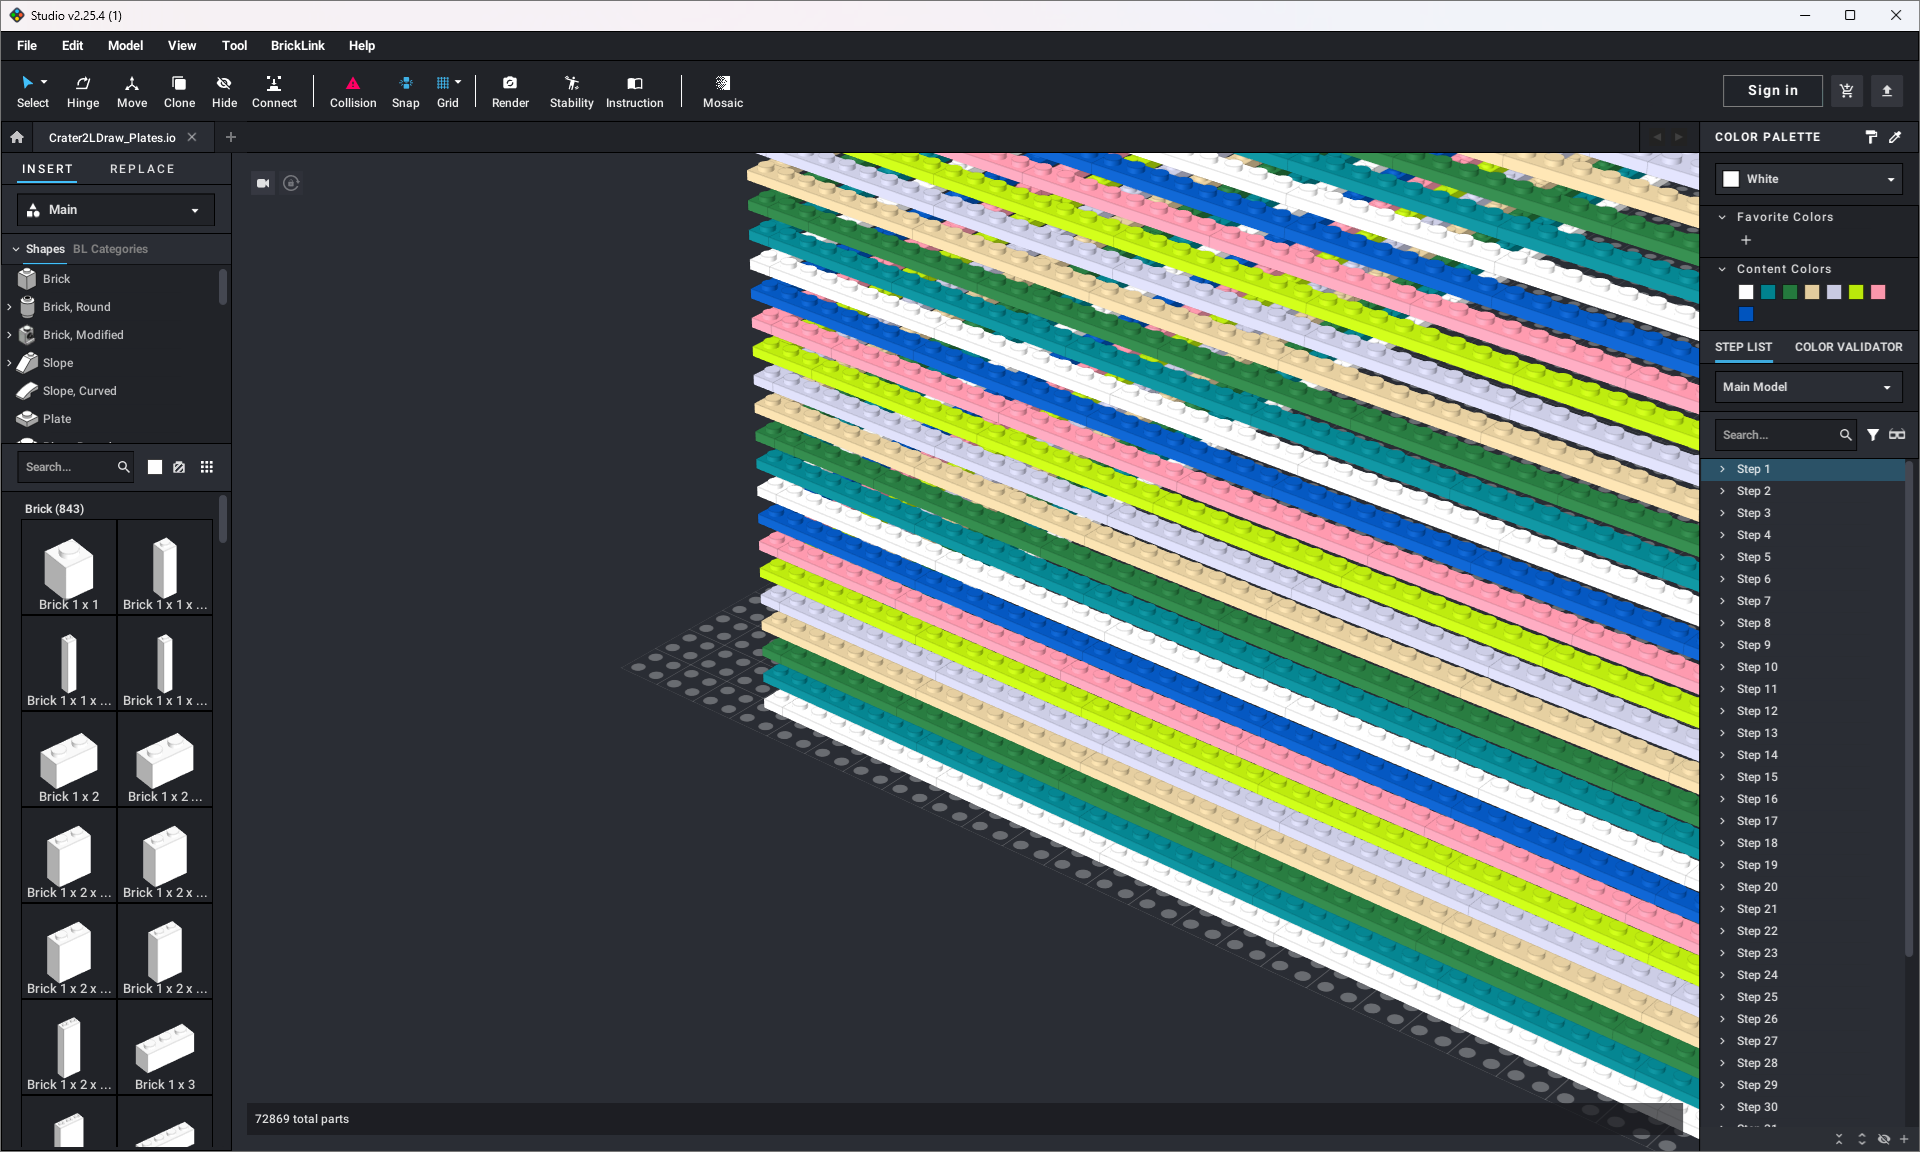 Studio v2.25.4 (1)
File Edit Model View Tool BrickLink Help
Select Hinge Move Clone Hide Connect Collision Snap Grid Render Stability Instruction Mosaic
Sign in
Crater2LDraw_Plates.io
COLOR PALETTE
INSERT REPLACE
Main
White
Favorite Colors
Shapes BL Categories
Content Colors
Brick
Brick, Round
Brick, Modified
Slope
Slope, Curved
Plate
STEP LIST COLOR VALIDATOR
Main Model
Search...
Search...
Brick (843)
Brick 1 x 1
Brick 1 x 1 x ...
Brick 1 x 1 x ...
Brick 1 x 1 x ...
Brick 1 x 2
Brick 1 x 2 ...
Brick 1 x 2 x ...
Brick 1 x 2 x ...
Brick 1 x 2 x ...
Brick 1 x 2 x ...
Brick 1 x 2 x ...
Brick 1 x 3
72869 total parts
Step 1
Step 2
Step 3
Step 4
Step 5
Step 6
Step 7
Step 8
Step 9
Step 10
Step 11
Step 12
Step 13
Step 14
Step 15
Step 16
Step 17
Step 18
Step 19
Step 20
Step 21
Step 22
Step 23
Step 24
Step 25
Step 26
Step 27
Step 28
Step 29
Step 30